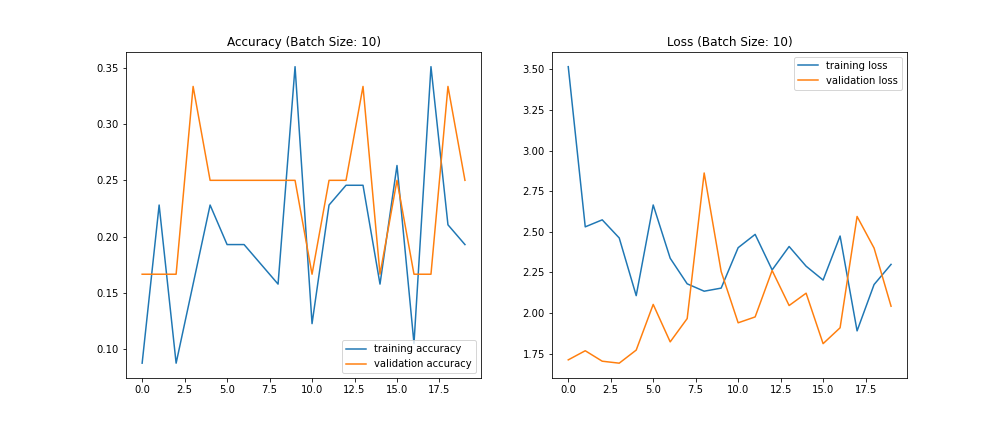 Accuracy (Batch Size: 10)
0.35
0.30
0.25
0.20
0.15
0.10
0.0 2.5 5.0 7.5 10.0 12.5 15.0 17.5
training accuracy
validation accuracy
Loss (Batch Size: 10)
3.50
3.25
3.00
2.75
2.50
2.25
2.00
1.75
0.0 2.5 5.0 7.5 10.0 12.5 15.0 17.5
training loss
validation loss